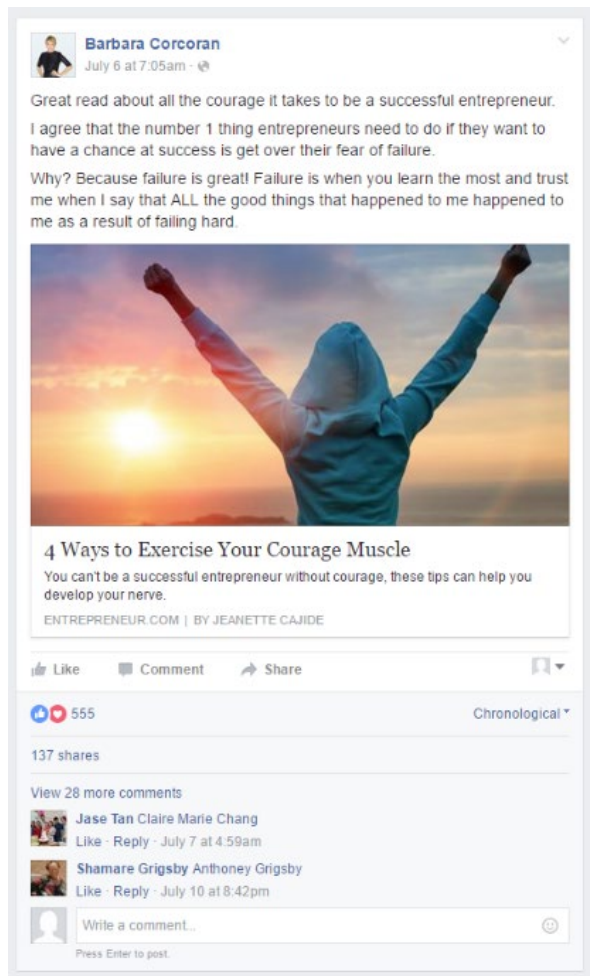 Barbara Corcoran
July 6 at 7:05am ·
Great read about all the courage it takes to be a successful entrepreneur.
I agree that the number 1 thing entrepreneurs need to do if they want to
have a chance at success is get over their fear of failure.
Why? Because failure is great! Failure is when you learn the most and trust
me when I say that ALL the good things that happened to me happened to
me as a result of failing hard.
4 Ways to Exercise Your Courage Muscle
You can't be a successful entrepreneur without courage, these tips can help you
develop your nerve.
ENTREPRENEUR.COM | BY JEANETTE CAJIDE
Like Comment Share
555 Chronological
137 shares
View 28 more comments
Jase Tan Claire Marie Chang
Like · Reply · July 7 at 4:59am
Shamare Grigsby Anthoney Grigsby
Like · Reply · July 10 at 8:42pm
Write a comment...
Press Enter to post.